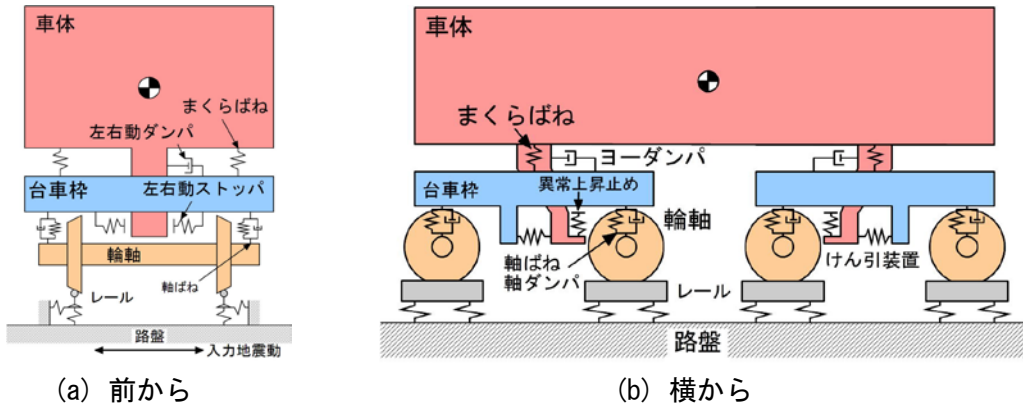 車体
まくらばね
左右動ダンパ
台車枠
左右動ストッパ
輪軸
軸ばね
レール
路盤
入力地震動
(a) 前から
車体
まくらばね
ヨーダンパ
台車枠
異常上昇止め
輪軸
軸ばね
軸ダンパ
けん引装置
レール
路盤
(b) 横から